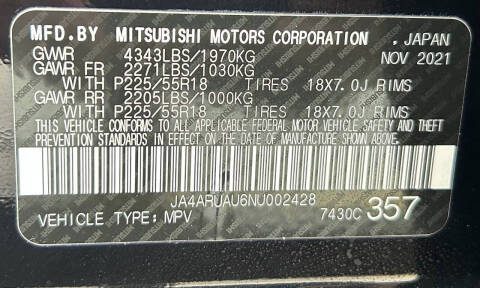 MFD.BY MITSUBISHI MOTORS CORPORATION .JAPAN
GVWR 4343LBS/1970KG NOV 2021
GAWR FR 2271LBS/1030KG
WITH P225/55R18 TIRES 18X7.0J RIMS
GAWR RR 2205LBS/1000KG
WITH P225/55R18 TIRES 18X7.0J RIMS
THIS VEHICLE CONFORMS TO ALL APPLICABLE FEDERAL MOTOR VEHICLE SAFETY AND THEFT
PREVENTION STANDARDS IN EFFECT ON THE DATE OF MANUFACTURE SHOWN ABOVE.
JA4ARUAU6NU002428
VEHICLE TYPE: MPV 7430C 357